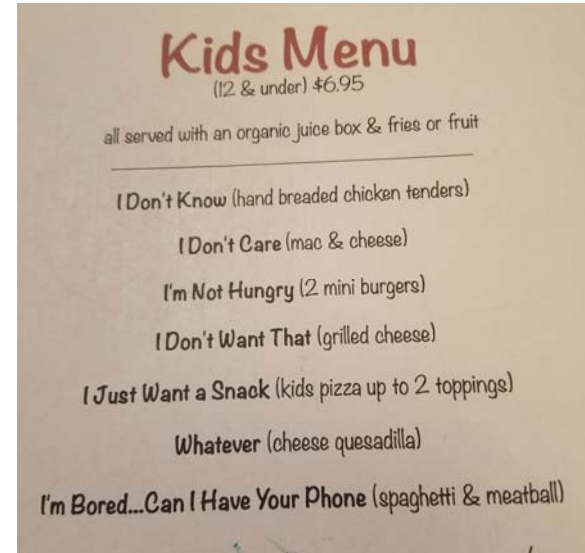 Kids Menu
(12 & under) $6.95
all served with an organic juice box & fries or fruit
I Don't Know (hand breaded chicken tenders)
I Don't Care (mac & cheese)
I'm Not Hungry (2 mini burgers)
I Don't Want That (grilled cheese)
I Just Want a Snack (kids pizza up to 2 toppings)
Whatever (cheese quesadilla)
I'm Bored...Can I Have Your Phone (spaghetti & meatball)